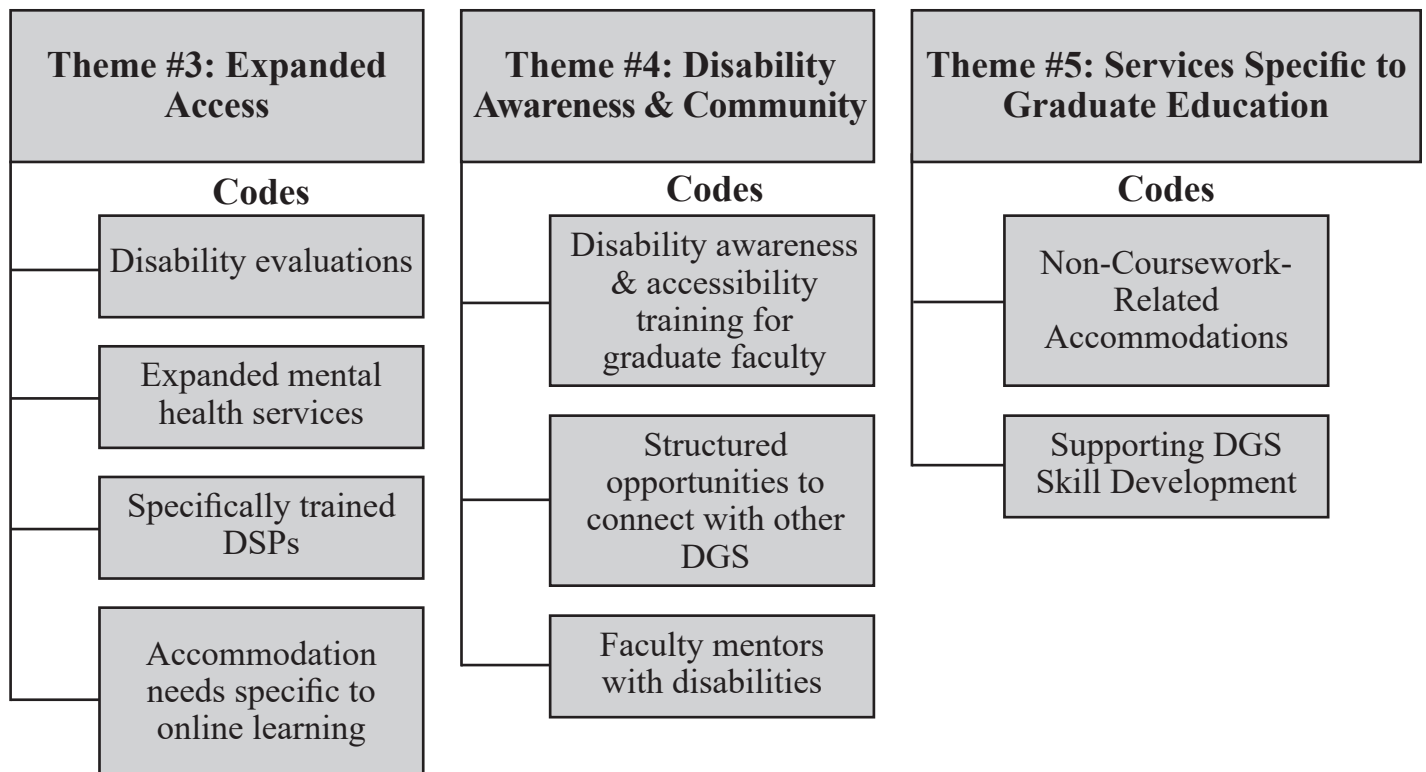 Theme #3: Expanded
Access
Codes
Disability evaluations
Expanded mental
health services
Specifically trained
DSPs
Accommodation
needs specific to
online learning
Theme #4: Disability
Awareness & Community
Codes
Disability awareness
& accessibility
training for
graduate faculty
Structured
opportunities to
connect with other
DGS
Faculty mentors
with disabilities
Theme #5: Services Specific to
Graduate Education
Codes
Non-Coursework-
Related
Accommodations
Supporting DGS
Skill Development